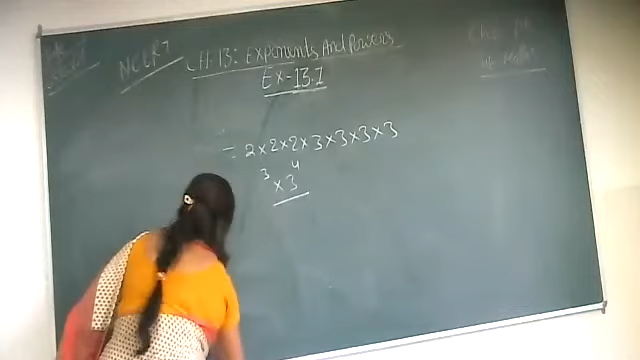 NCERT
CH-13: Exponents And Powers
Ex-13.1
= 2×2×2×3×3×3×3
3 4
×3